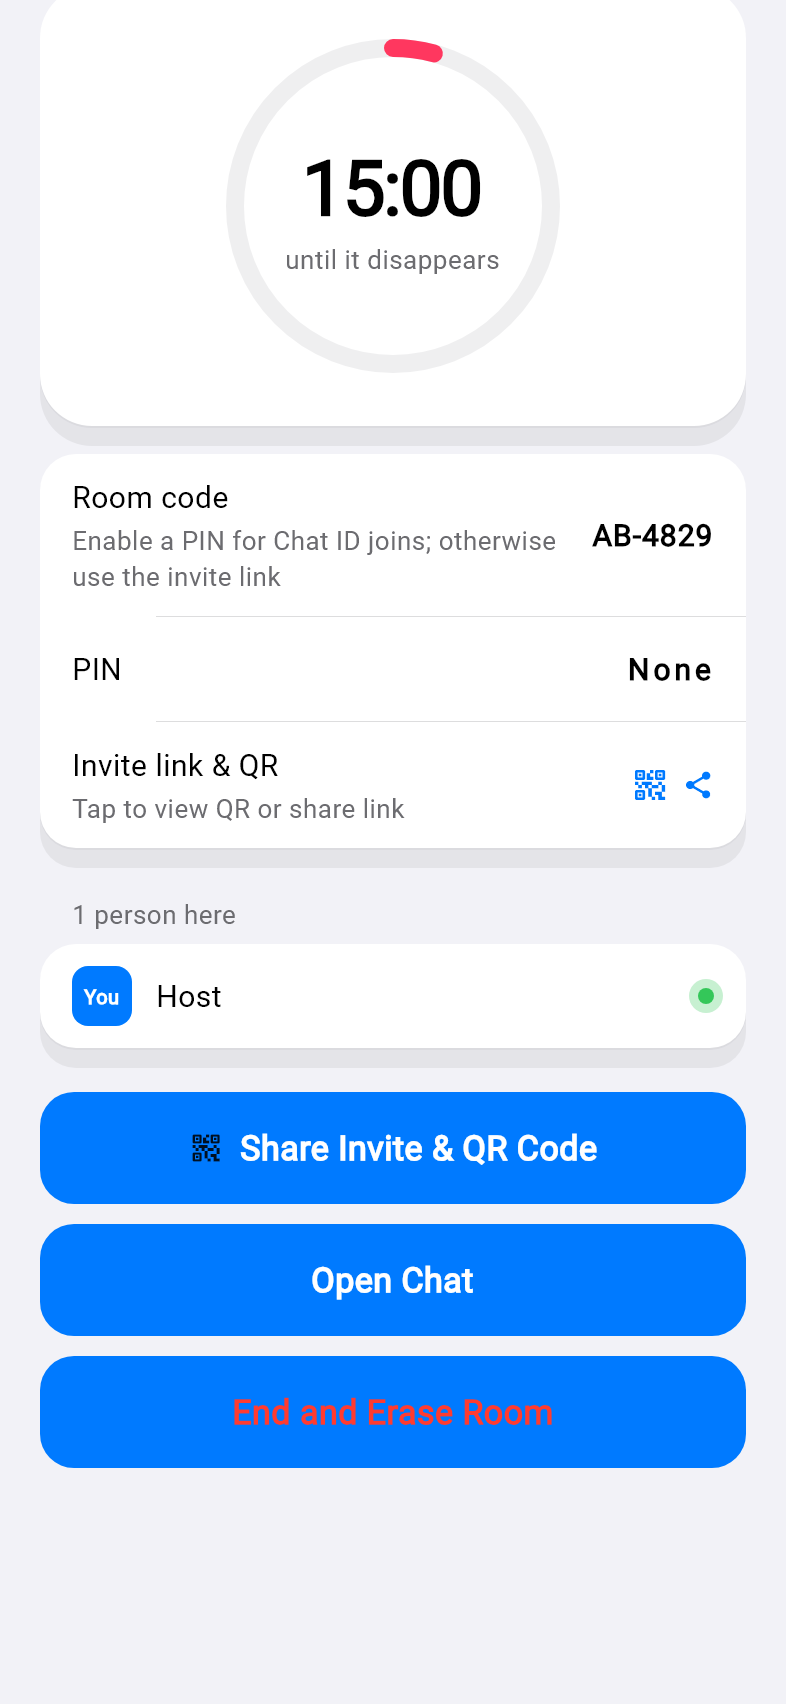 15:00
until it disappears
Room code
Enable a PIN for Chat ID joins; otherwise
use the invite link
AB-4829
PIN
None
Invite link & QR
Tap to view QR or share link
1 person here
You
Host
Share Invite & QR Code
Open Chat
End and Erase Room